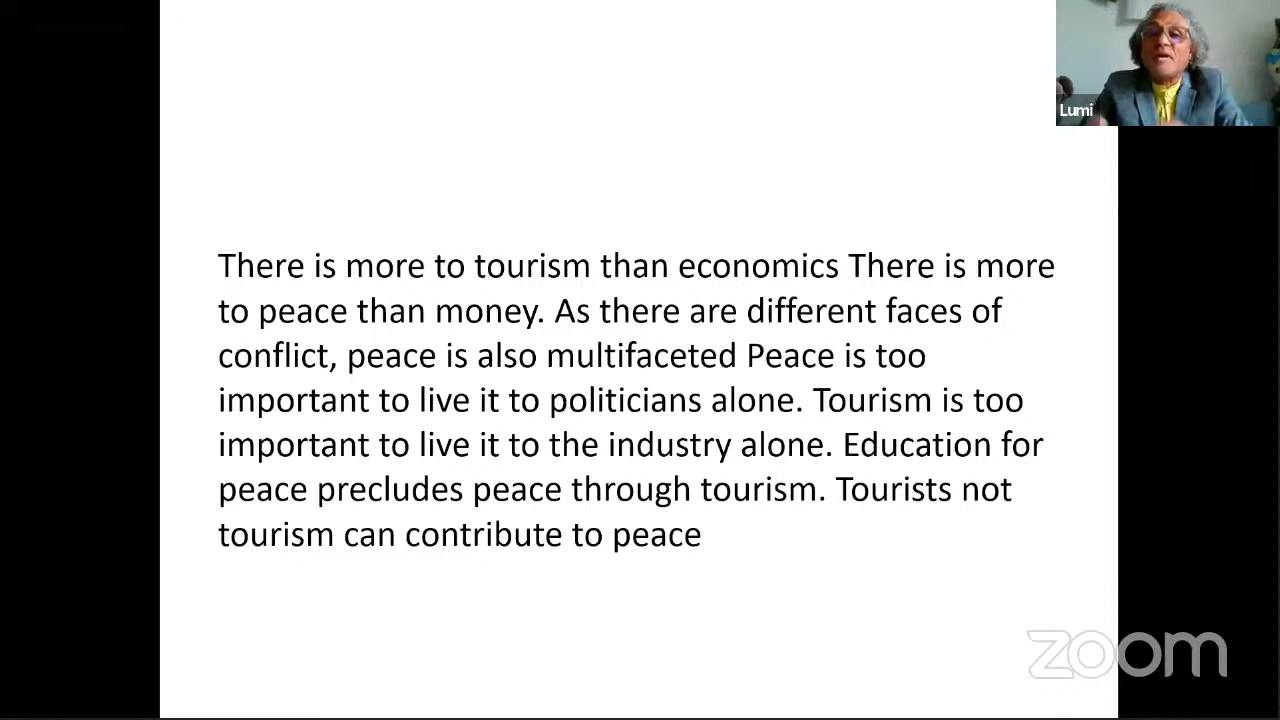 Lumi
There is more to tourism than economics There is more
to peace than money. As there are different faces of
conflict, peace is also multifaceted Peace is too
important to live it to politicians alone. Tourism is too
important to live it to the industry alone. Education for
peace precludes peace through tourism. Tourists not
tourism can contribute to peace
zoom